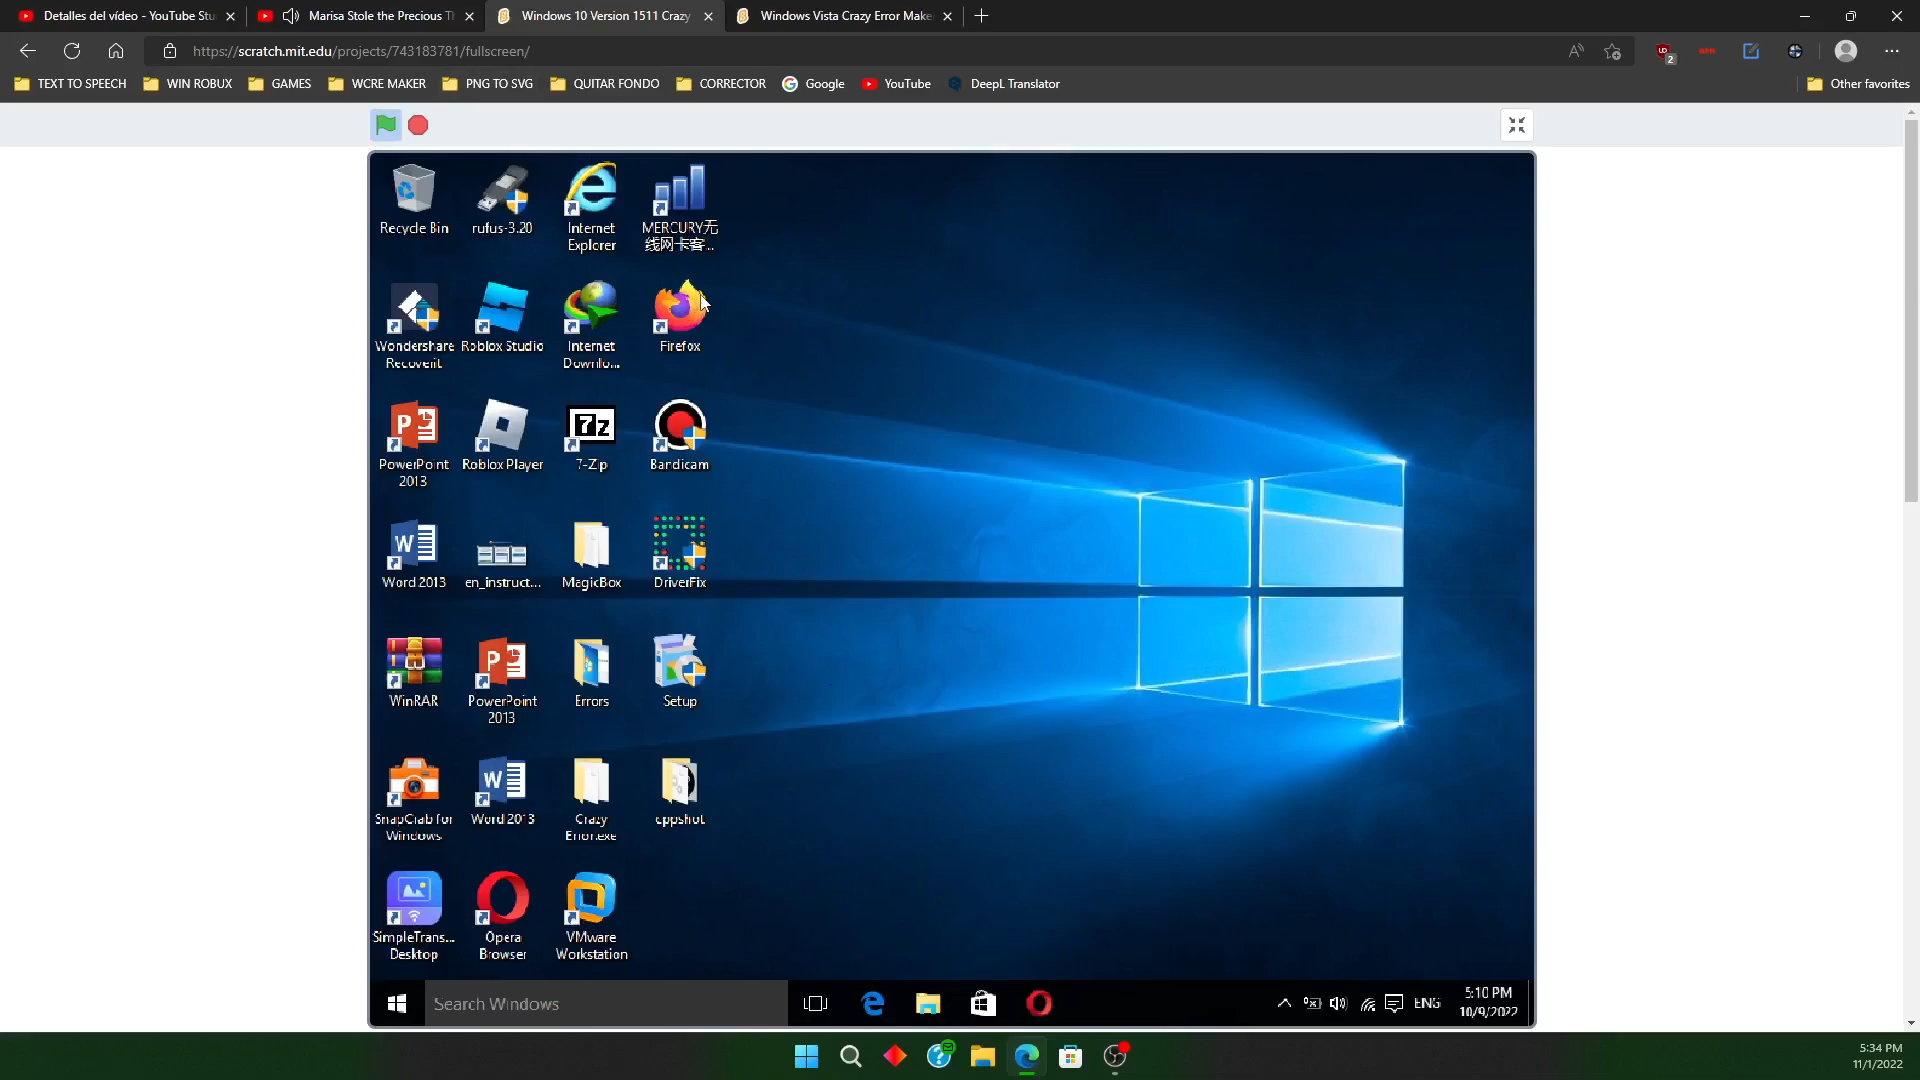 Detalles del vídeo - YouTube Stu
Marisa Stole the Precious Th
Windows 10 Version 1511 Crazy
Windows Vista Crazy Error Make
https://scratch.mit.edu/projects/743183781/fullscreen/
2
TEXT TO SPEECH
WIN ROBUX
GAMES
WCRE MAKER
PNG TO SVG
QUITAR FONDO
CORRECTOR
Google
YouTube
DeepL Translator
Other favorites
Recycle Bin
rufus-3.20
Internet
Explorer
MERCURY无
线网卡客...
Wondershare
Recoverit
Roblox Studio
Internet
Downlo...
Firefox
PowerPoint
2013
Roblox Player
7z
7-Zip
Bandicam
Word 2013
en_instruct...
MagicBox
DriverFix
WinRAR
PowerPoint
2013
Errors
Setup
SnapCrab for
Windows
Word 2013
Crazy
Error.exe
cppshot
SimpleTrans...
Desktop
Opera
Browser
VMware
Workstation
Search Windows
ENG
5:10 PM
10/9/2022
5:34 PM
11/1/2022